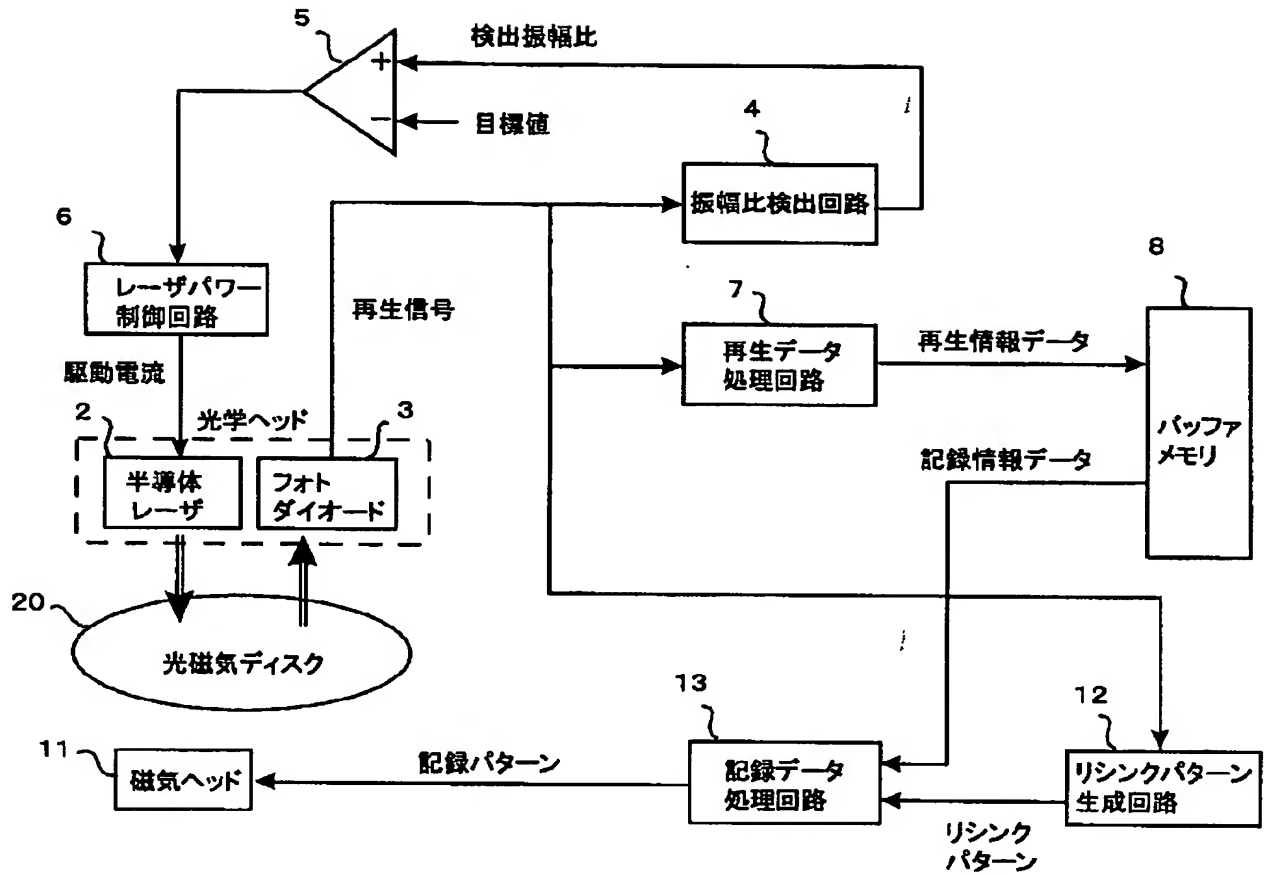 5
検出振幅比
+
−
目標値
4
振幅比検出回路
6
レーザパワー
制御回路
再生信号
7
再生データ
処理回路
再生情報データ
8
バッファ
メモリ
駆動電流
2
光学ヘッド
3
半導体
レーザ
フォト
ダイオード
記録情報データ
20
光磁気ディスク
13
12
11
磁気ヘッド
記録パターン
記録データ
処理回路
リシンクパターン
生成回路
リシンク
パターン